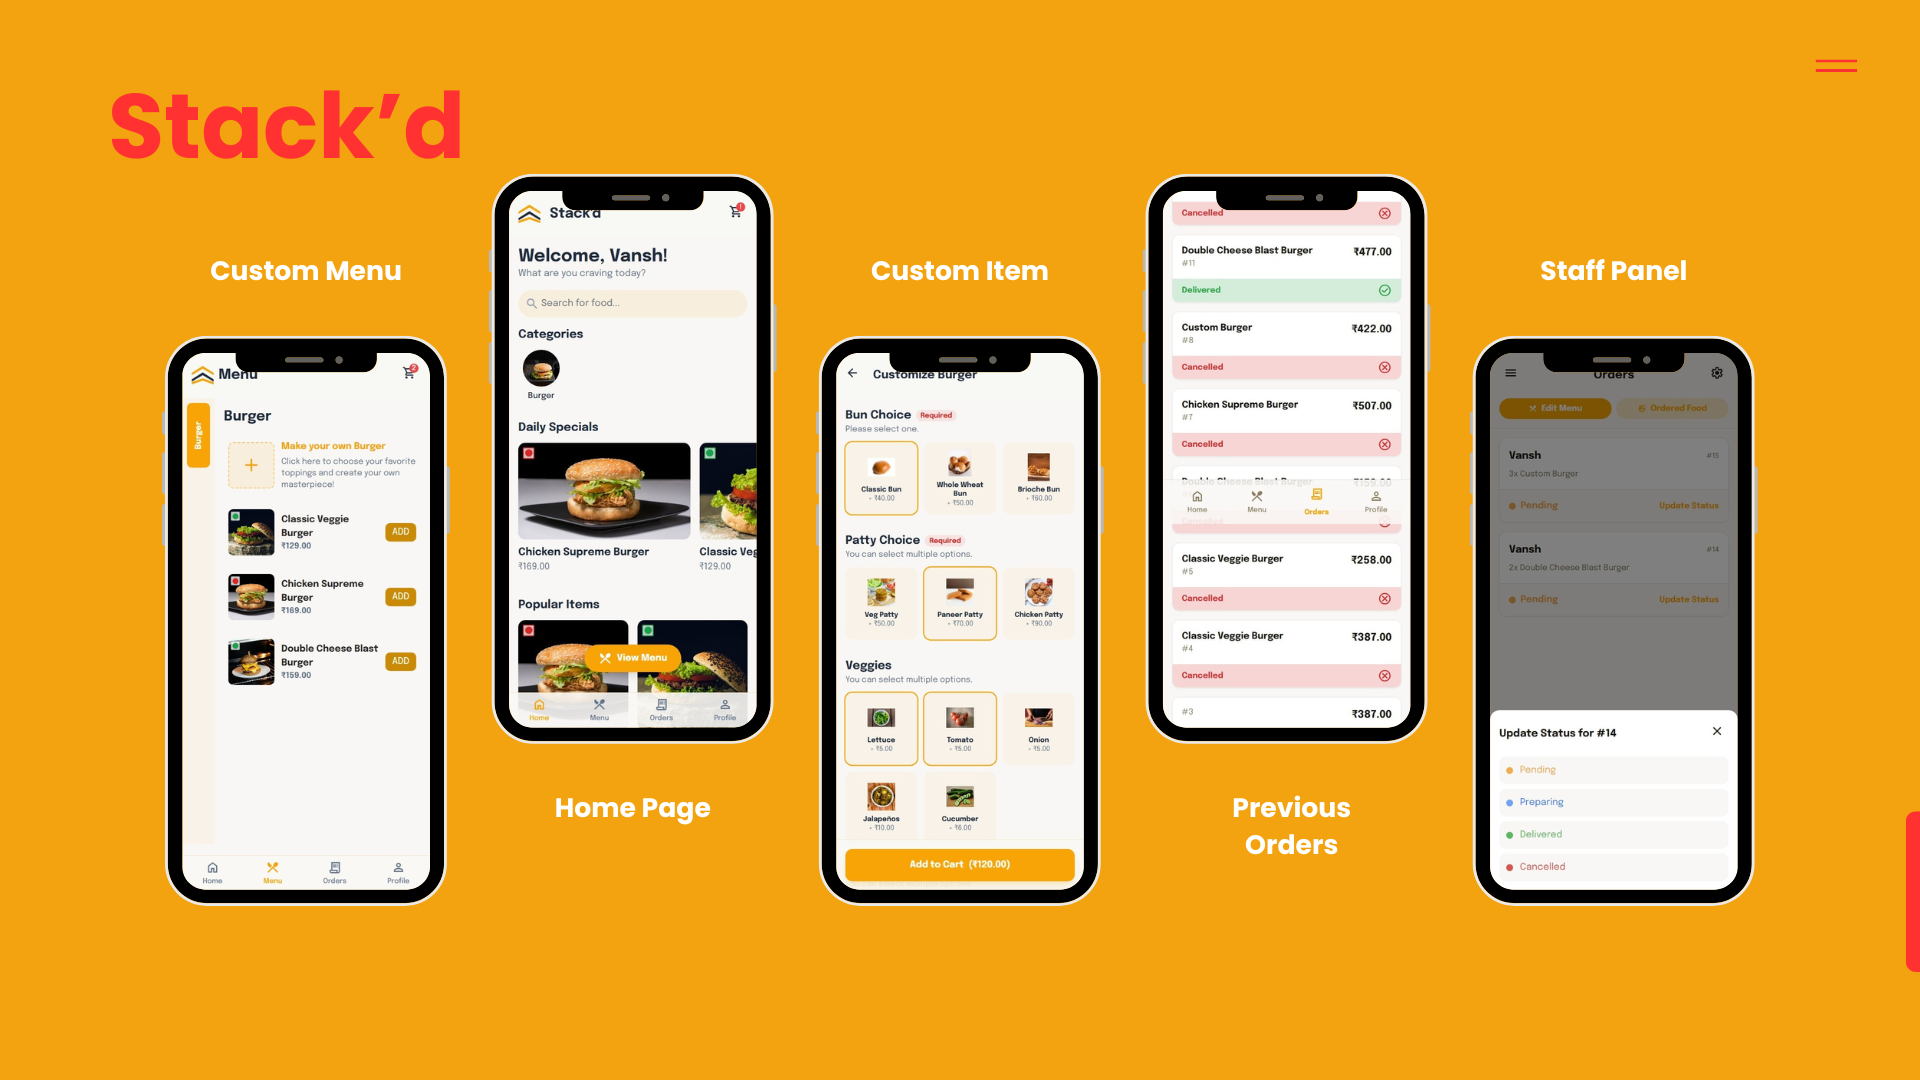 Stack’d
Custom Menu
Menu
2
Burger
Burger
Make your own Burger
Click here to choose your favorite
toppings and create your own
masterpiece!
Classic Veggie
Burger
₹129.00
ADD
Chicken Supreme
Burger
₹169.00
ADD
Double Cheese Blast
Burger
₹159.00
ADD
Home
Menu
Orders
Profile
Stack'd
1
Welcome, Vansh!
What are you craving today?
Search for food...
Categories
Burger
Daily Specials
Chicken Supreme Burger
₹169.00
Classic Veg
₹129.00
Popular Items
View Menu
Home
Menu
Orders
Profile
Home Page
Custom Item
Customize Burger
Bun Choice
Required
Please select one.
Classic Bun
+ ₹40.00
Whole Wheat
Bun
+ ₹50.00
Brioche Bun
+ ₹60.00
Patty Choice
Required
You can select multiple options.
Veg Patty
+ ₹50.00
Paneer Patty
+ ₹70.00
Chicken Patty
+ ₹90.00
Veggies
You can select multiple options.
Lettuce
+ ₹5.00
Tomato
+ ₹5.00
Onion
+ ₹5.00
Jalapeños
+ ₹10.00
Cucumber
+ ₹6.00
Add to Cart (₹120.00)
Cancelled
Double Cheese Blast Burger
₹477.00
#11
Delivered
Custom Burger
₹422.00
#8
Cancelled
Chicken Supreme Burger
₹507.00
#7
Cancelled
Double Cheese Blast Burger
₹159.00
Home
Menu
Orders
Profile
Cancelled
Classic Veggie Burger
₹258.00
#5
Cancelled
Classic Veggie Burger
₹387.00
#4
Cancelled
#3
₹387.00
Previous
Orders
Staff Panel
Orders
Edit Menu
Ordered Food
Vansh
#15
3x Custom Burger
Pending
Update Status
Vansh
#14
2x Double Cheese Blast Burger
Pending
Update Status
Update Status for #14
Pending
Preparing
Delivered
Cancelled